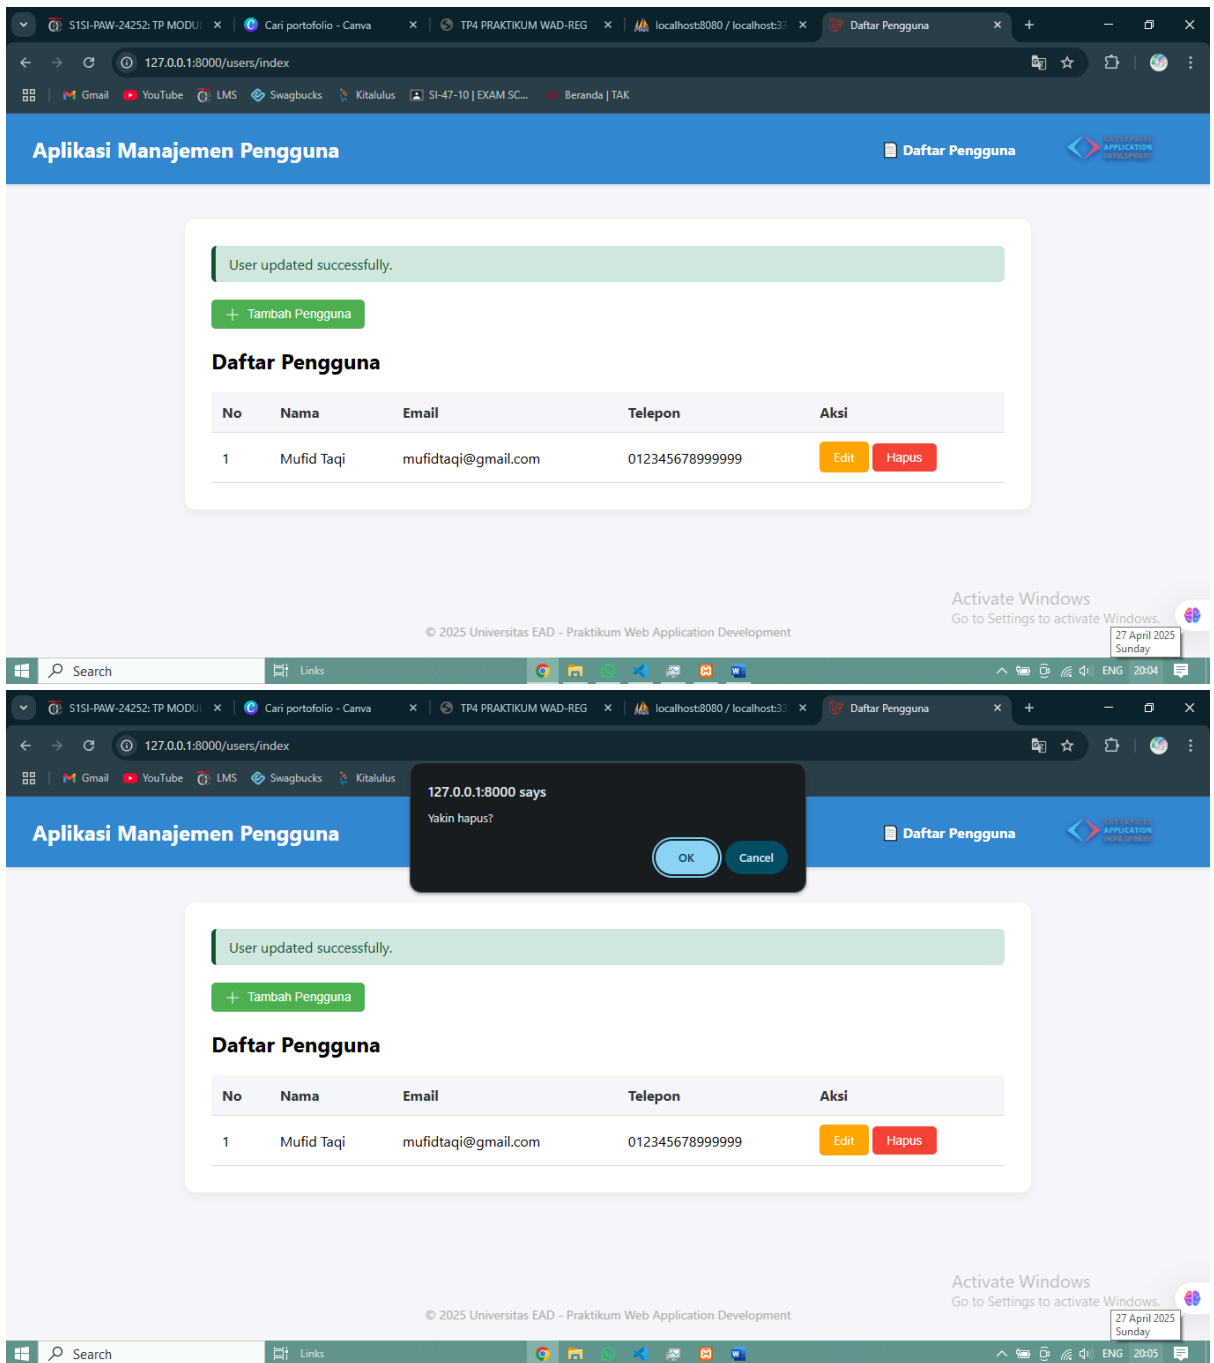 S1SI-PAW-24252: TP MODU
Cari portofolio - Canva
TP4 PRAKTIKUM WAD-REG
localhost:8080 / localhost:33
Daftar Pengguna
127.0.0.1:8000/users/index
Gmail YouTube LMS Swagbucks Kitalulus SI-47-10 | EXAM SC... Beranda | TAK
Aplikasi Manajemen Pengguna
Daftar Pengguna
ENTERPRISE
APPLICATION
DEVELOPMENT
User updated successfully.
+ Tambah Pengguna
Daftar Pengguna
No Nama Email Telepon Aksi
1 Mufid Taqi mufidtaqi@gmail.com 012345678999999 Edit Hapus
Activate Windows
Go to Settings to activate Windows.
© 2025 Universitas EAD - Praktikum Web Application Development
27 April 2025
Sunday
Search Links ENG 20:04
S1SI-PAW-24252: TP MODU
Cari portofolio - Canva
TP4 PRAKTIKUM WAD-REG
localhost:8080 / localhost:33
Daftar Pengguna
127.0.0.1:8000/users/index
Gmail YouTube LMS Swagbucks Kitalulus
127.0.0.1:8000 says
Yakin hapus?
OK Cancel
Aplikasi Manajemen Pengguna
Daftar Pengguna
ENTERPRISE
APPLICATION
DEVELOPMENT
User updated successfully.
+ Tambah Pengguna
Daftar Pengguna
No Nama Email Telepon Aksi
1 Mufid Taqi mufidtaqi@gmail.com 012345678999999 Edit Hapus
Activate Windows
Go to Settings to activate Windows.
© 2025 Universitas EAD - Praktikum Web Application Development
27 April 2025
Sunday
Search Links ENG 20:05